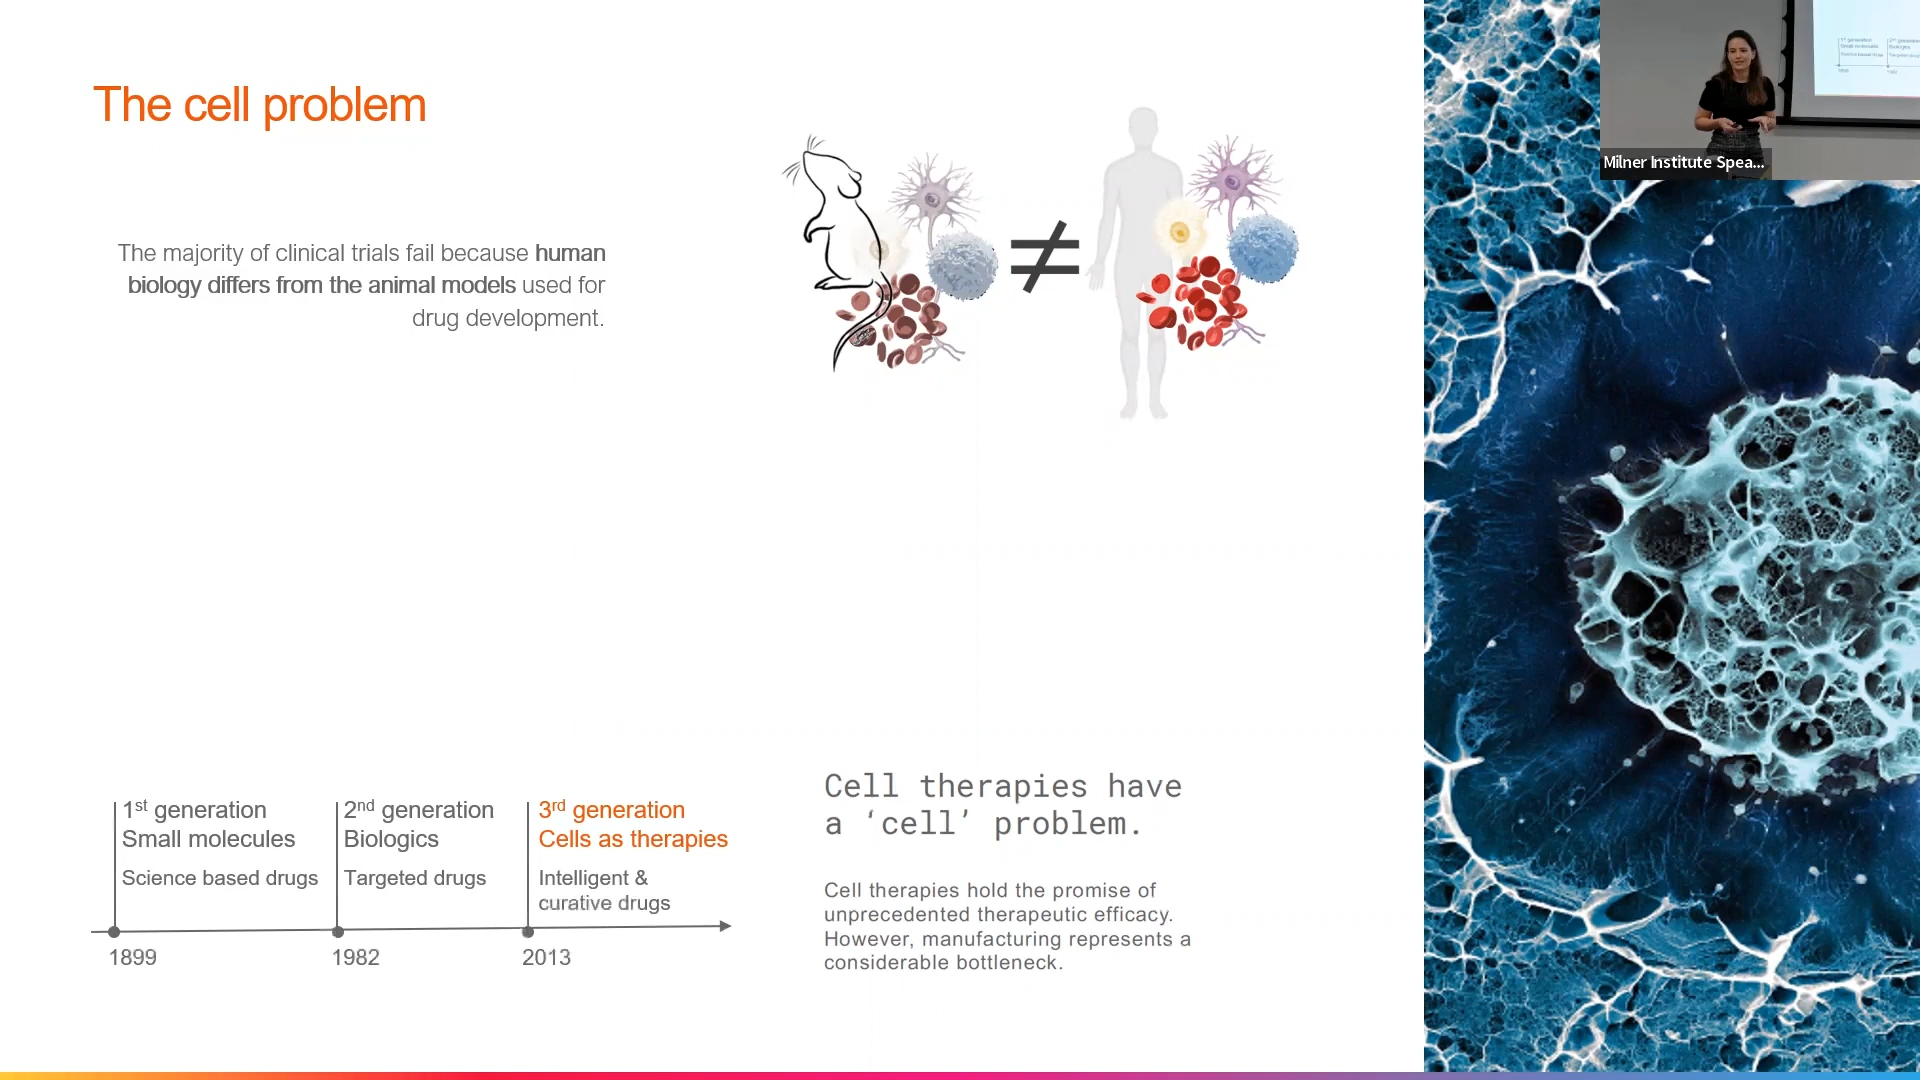 The cell problem
The majority of clinical trials fail because human
biology differs from the animal models used for
drug development.
≠
1st generation
Small molecules
Science based drugs
1899
2nd generation
Biologics
Targeted drugs
1982
3rd generation
Cells as therapies
Intelligent &
curative drugs
2013
Cell therapies have
a ‘cell’ problem.
Cell therapies hold the promise of
unprecedented therapeutic efficacy.
However, manufacturing represents a
considerable bottleneck.
Milner Institute Spea...